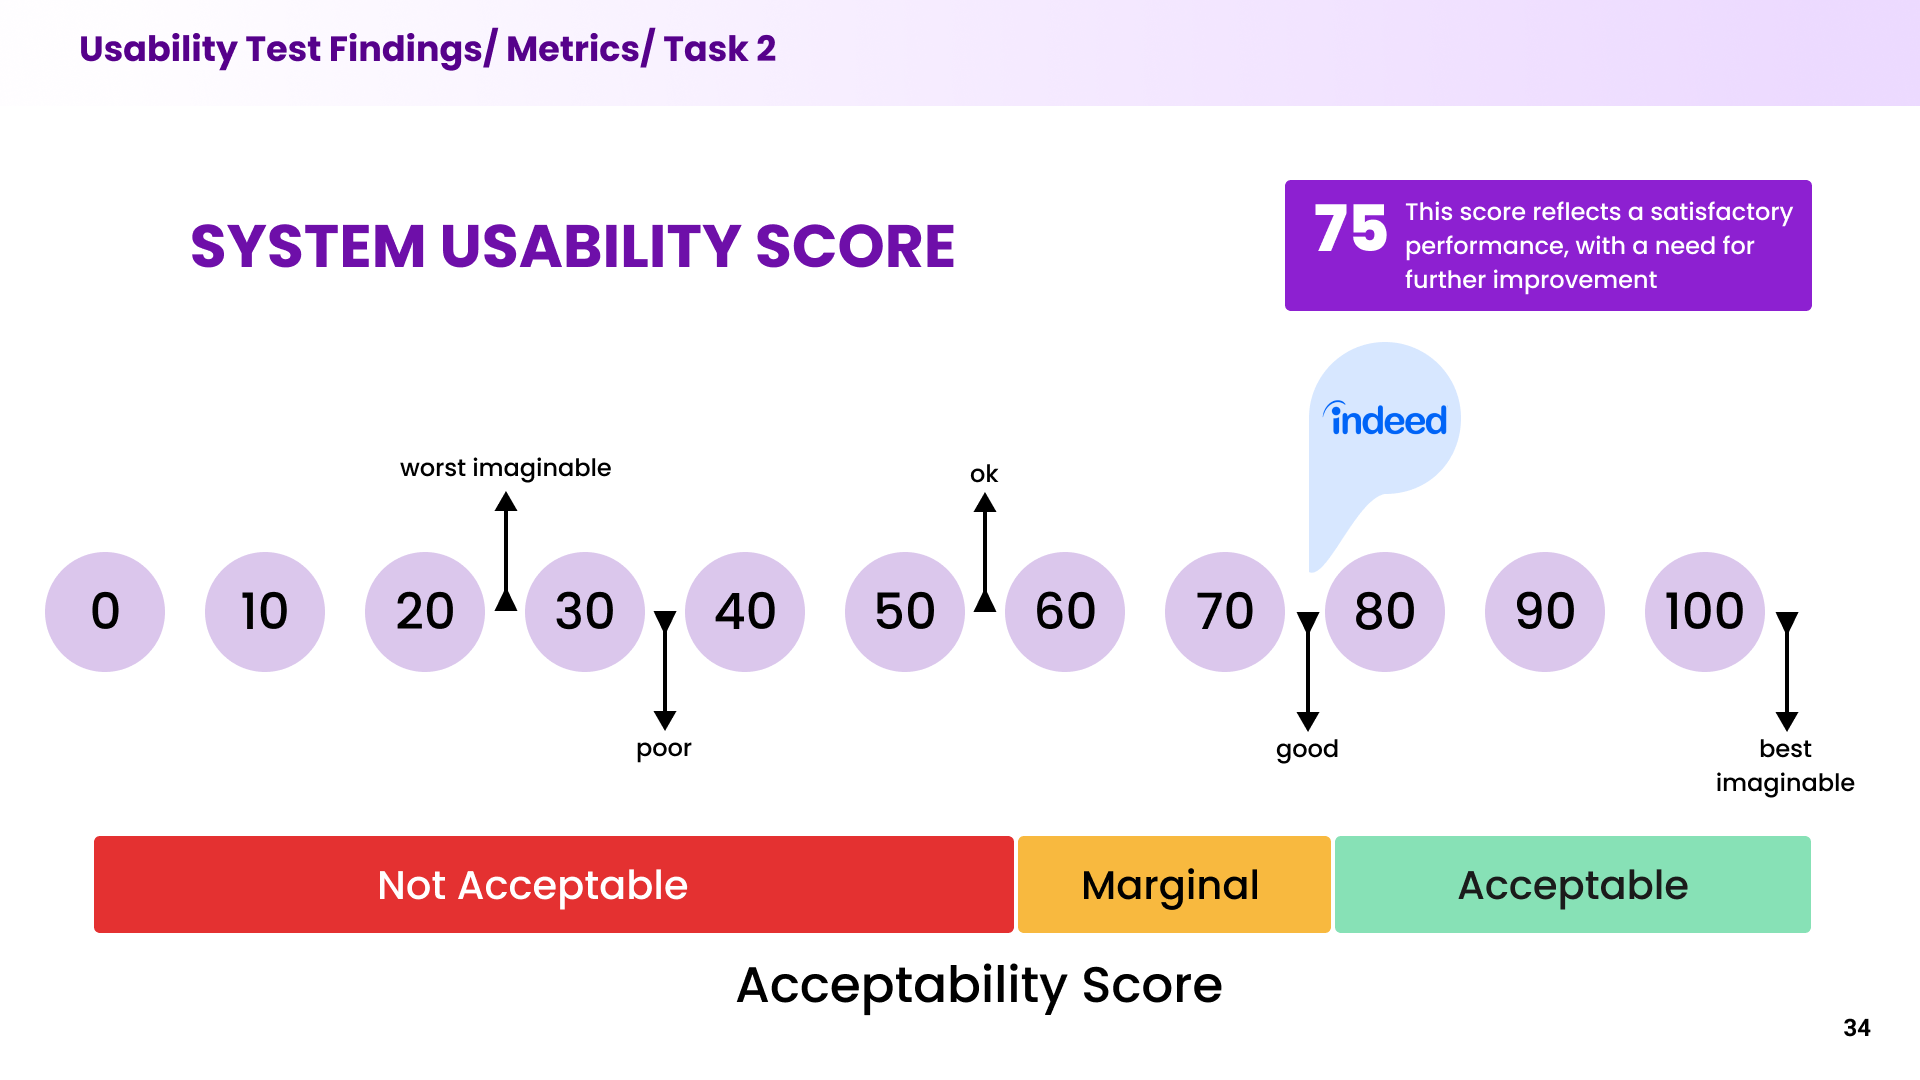 Usability Test Findings/ Metrics/ Task 2
SYSTEM USABILITY SCORE
75
This score reflects a satisfactory
performance, with a need for
further improvement
indeed
worst imaginable
ok
0 10 20 30 40 50 60 70 80 90 100
poor
good
best
imaginable
Not Acceptable
Marginal
Acceptable
Acceptability Score
34